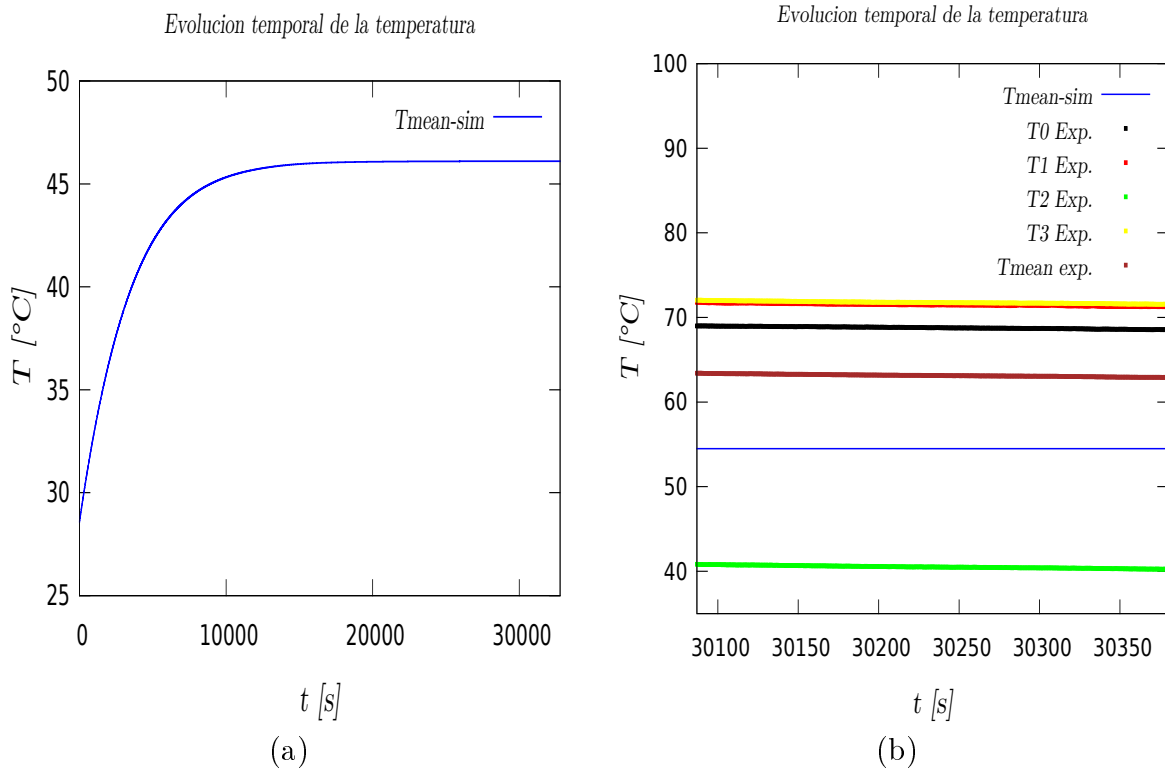 Evolucion temporal de la temperatura
50
45
40
35
30
25
T [°C]
Tmean-sim
0 10000 20000 30000
t [s]
(a)
Evolucion temporal de la temperatura
100
90
80
70
60
50
40
T [°C]
Tmean-sim
T0 Exp.
T1 Exp.
T2 Exp.
T3 Exp.
Tmean exp.
30100 30150 30200 30250 30300 30350
t [s]
(b)